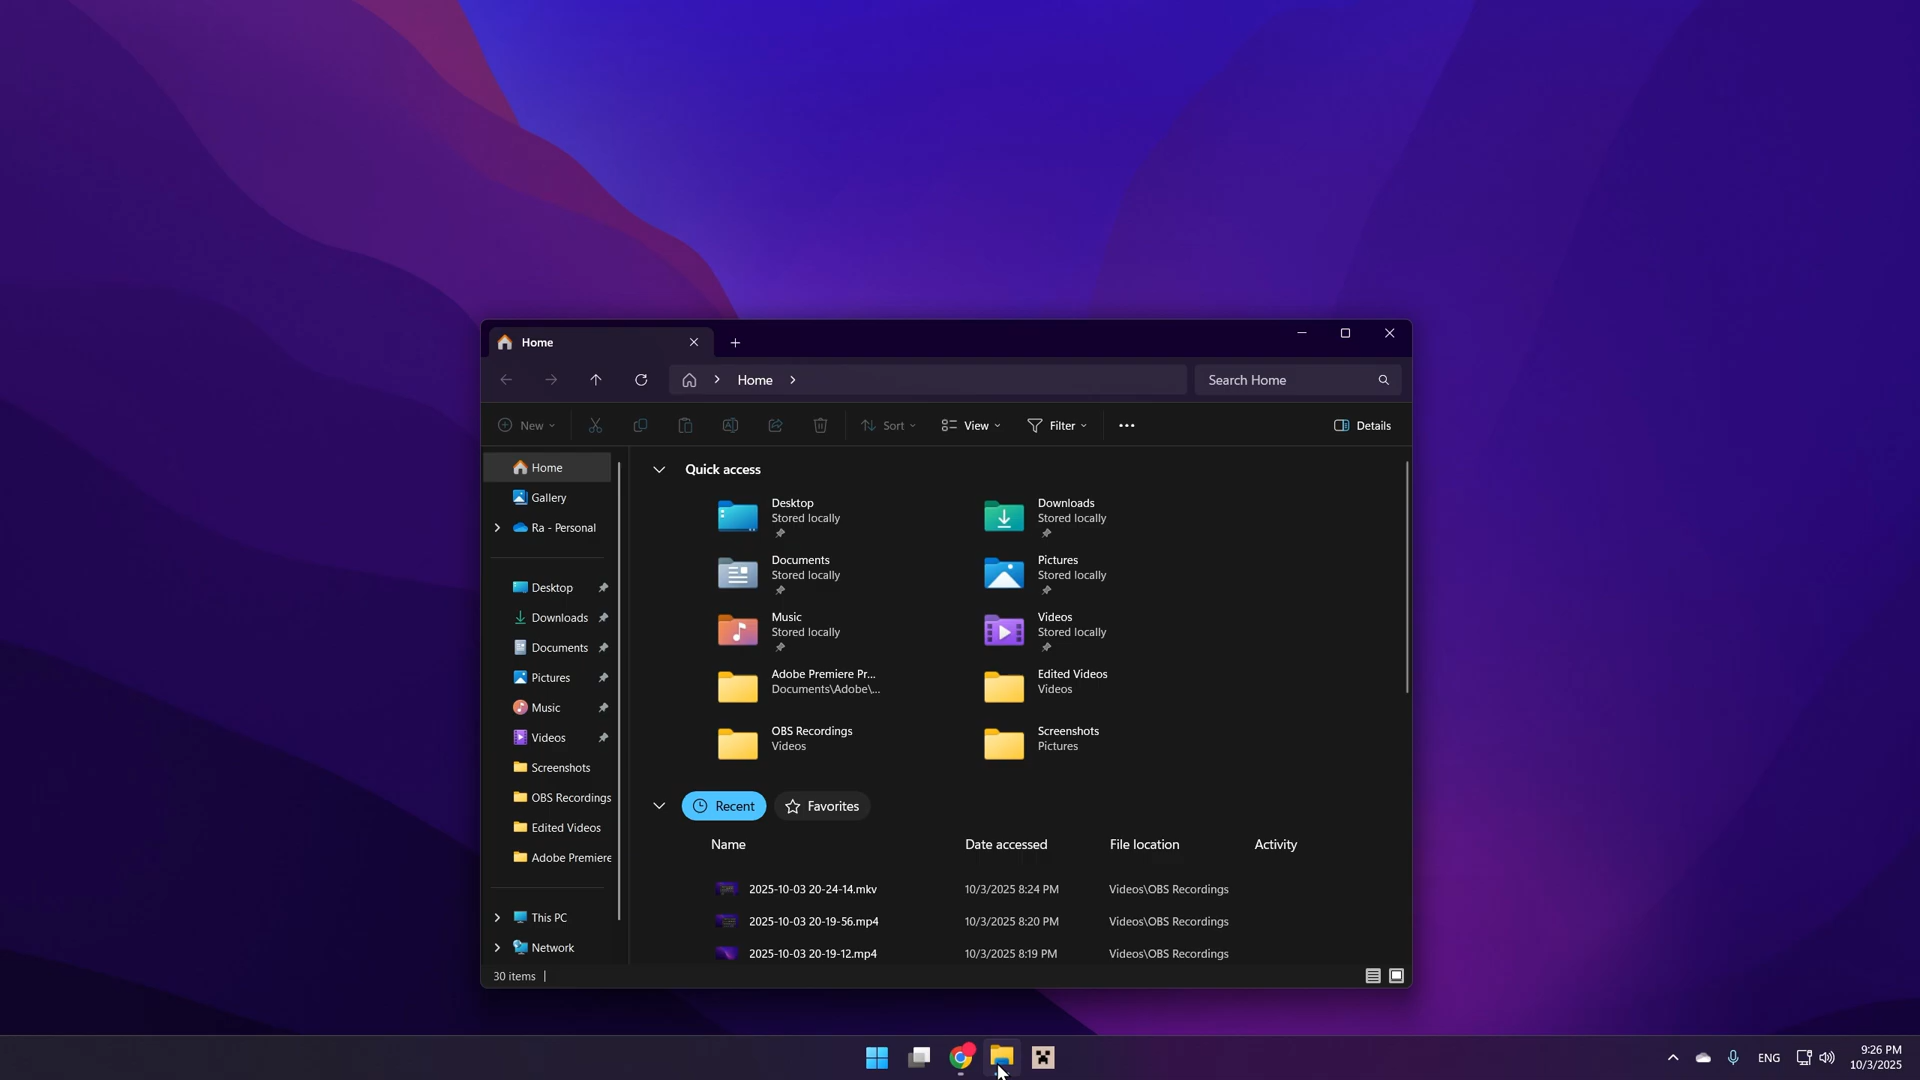 Home
Home
Search Home
New
Sort
View
Filter
Details
Home
Gallery
Ra - Personal
Desktop
Downloads
Documents
Pictures
Music
Videos
Screenshots
OBS Recordings
Edited Videos
Adobe Premiere
This PC
Network
Quick access
Desktop
Stored locally
Downloads
Stored locally
Documents
Stored locally
Pictures
Stored locally
Music
Stored locally
Videos
Stored locally
Adobe Premiere Pr...
Documents\Adobe\...
Edited Videos
Videos
OBS Recordings
Videos
Screenshots
Pictures
Recent
Favorites
Name Date accessed File location Activity
2025-10-03 20-24-14.mkv 10/3/2025 8:24 PM Videos\OBS Recordings
2025-10-03 20-19-56.mp4 10/3/2025 8:20 PM Videos\OBS Recordings
2025-10-03 20-19-12.mp4 10/3/2025 8:19 PM Videos\OBS Recordings
30 items
ENG
9:26 PM
10/3/2025